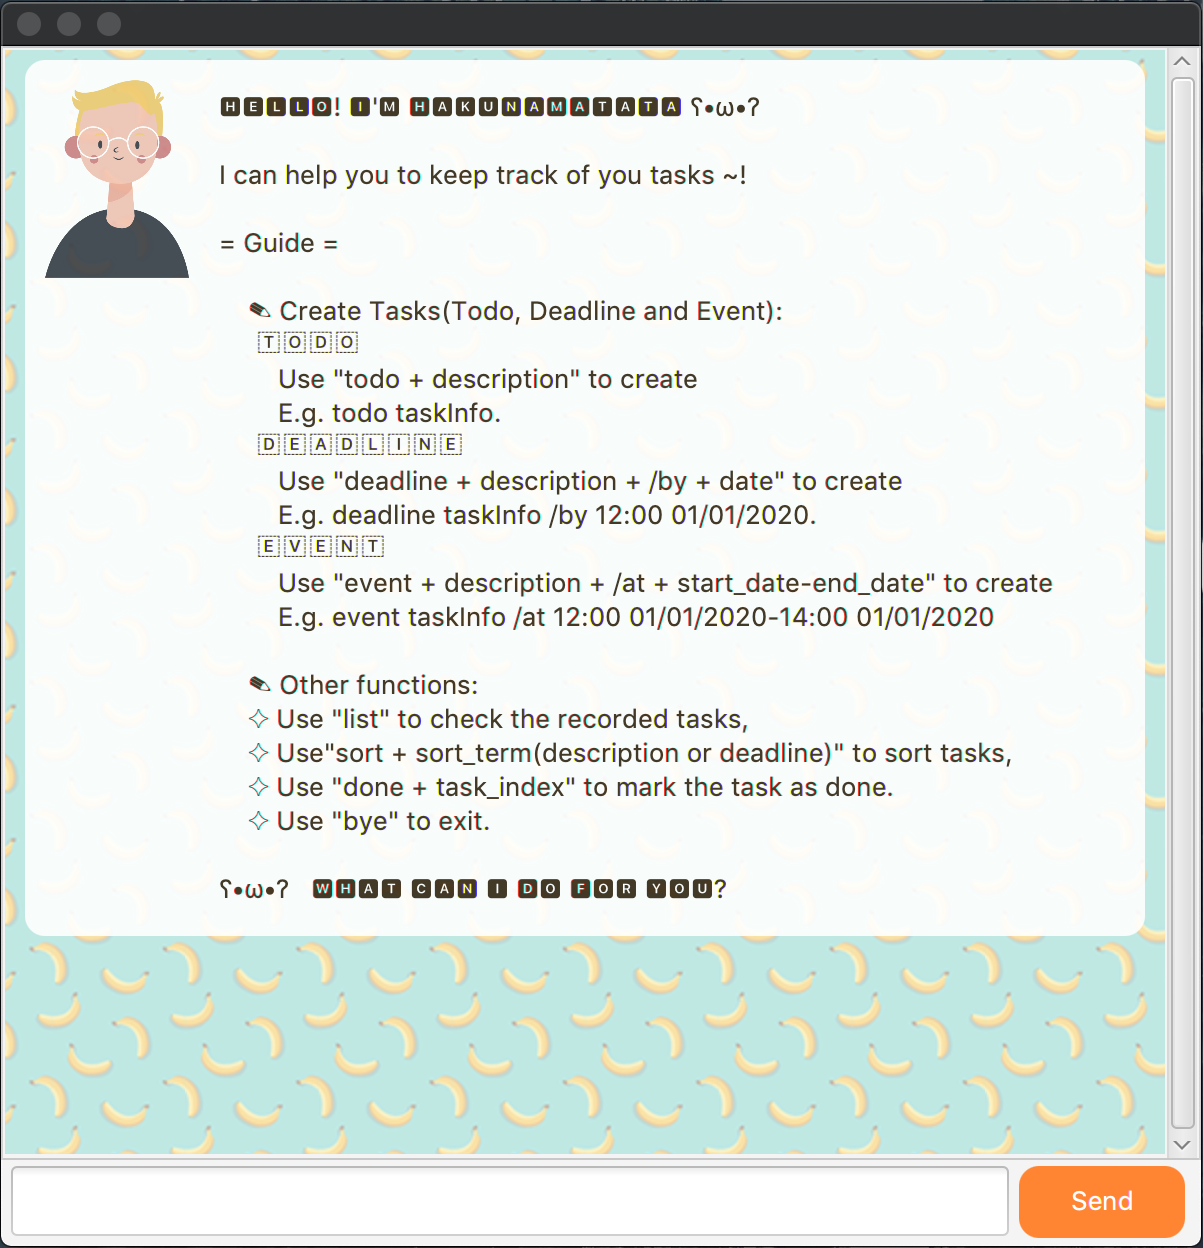 🅷🅴🅻🅻🅾! 🅸'🅼 🅷🅰🅺🆄🅽🅰🅼🅰🆃🅰🆃🅰 ʕ•ω•ʔ
I can help you to keep track of you tasks ~!
= Guide =
✎ Create Tasks(Todo, Deadline and Event):
🇹 🇴 🇩 🇴
Use "todo + description" to create
E.g. todo taskInfo.
🇩 🇪 🇦 🇩 🇱 🇮 🇳 🇪
Use "deadline + description + /by + date" to create
E.g. deadline taskInfo /by 12:00 01/01/2020.
🇪 🇻 🇪 🇳 🇹
Use "event + description + /at + start_date-end_date" to create
E.g. event taskInfo /at 12:00 01/01/2020-14:00 01/01/2020
✎ Other functions:
✧ Use "list" to check the recorded tasks,
✧ Use"sort + sort_term(description or deadline)" to sort tasks,
✧ Use "done + task_index" to mark the task as done.
✧ Use "bye" to exit.
ʕ•ω•ʔ 🆆🅷🅰🆃 🅲🅰🅽 🅸 🅳🅾 🅵🅾🆁 🆈🅾🆄?
Send